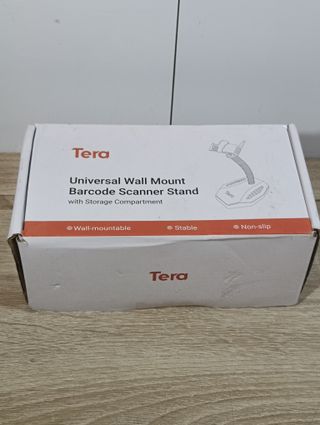 Tera
Universal Wall Mount
Barcode Scanner Stand
with Storage Compartment
Wall-mountable
Stable
Non-slip
Tera